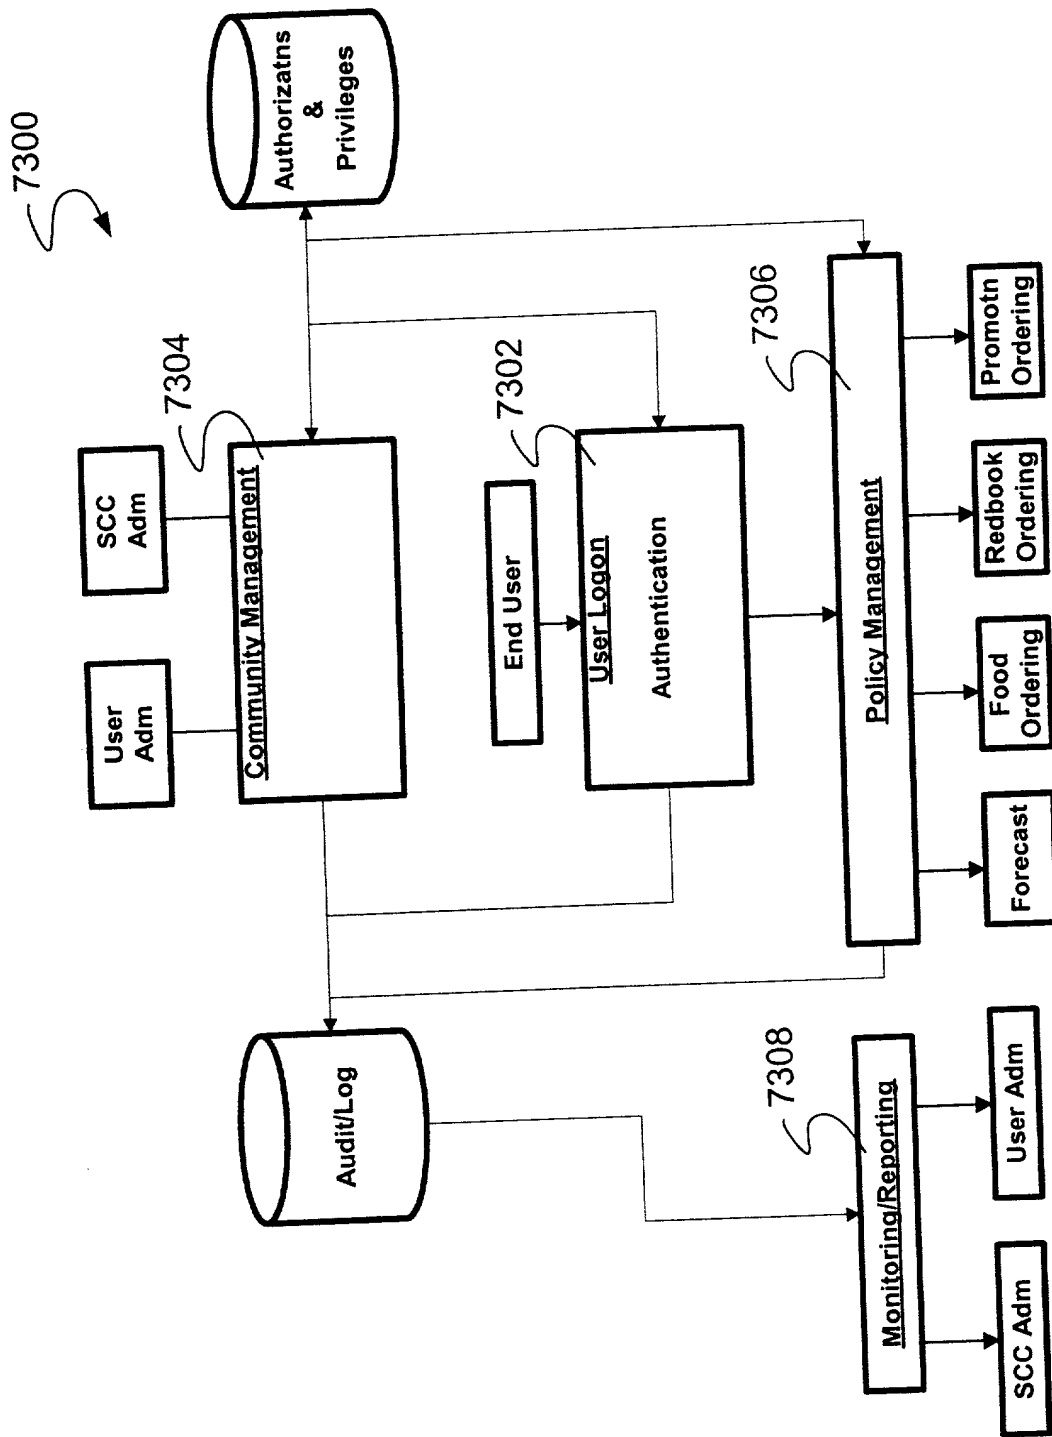 7300
User
Adm
SCC
Adm
7304
Community Management
Authorizatns
&
Privileges
Audit/Log
End User
7302
User Logon
Authentication
7306
Policy Management
7308
Monitoring/Reporting
Forecast
Food
Ordering
Redbook
Ordering
Promotn
Ordering
SCC Adm
User Adm